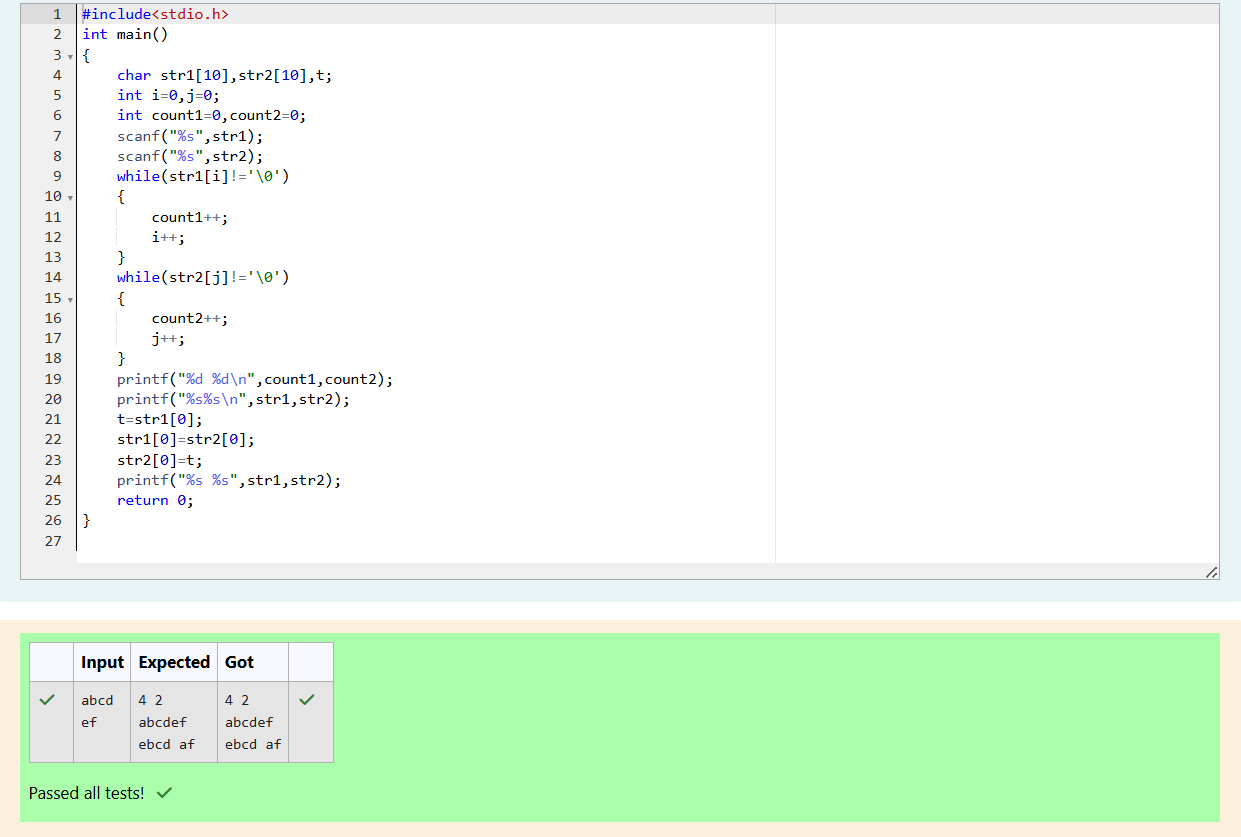 1 #include<stdio.h>
2 int main()
3 {
4     char str1[10],str2[10],t;
5     int i=0,j=0;
6     int count1=0,count2=0;
7     scanf("%s",str1);
8     scanf("%s",str2);
9     while(str1[i]!='\0')
10     {
11         count1++;
12         i++;
13     }
14     while(str2[j]!='\0')
15     {
16         count2++;
17         j++;
18     }
19     printf("%d %d\n",count1,count2);
20     printf("%s%s\n",str1,str2);
21     t=str1[0];
22     str1[0]=str2[0];
23     str2[0]=t;
24     printf("%s %s",str1,str2);
25     return 0;
26 }
27
Input Expected Got
abcd 4 2 4 2
ef abcdef abcdef
ebcd af ebcd af
Passed all tests!